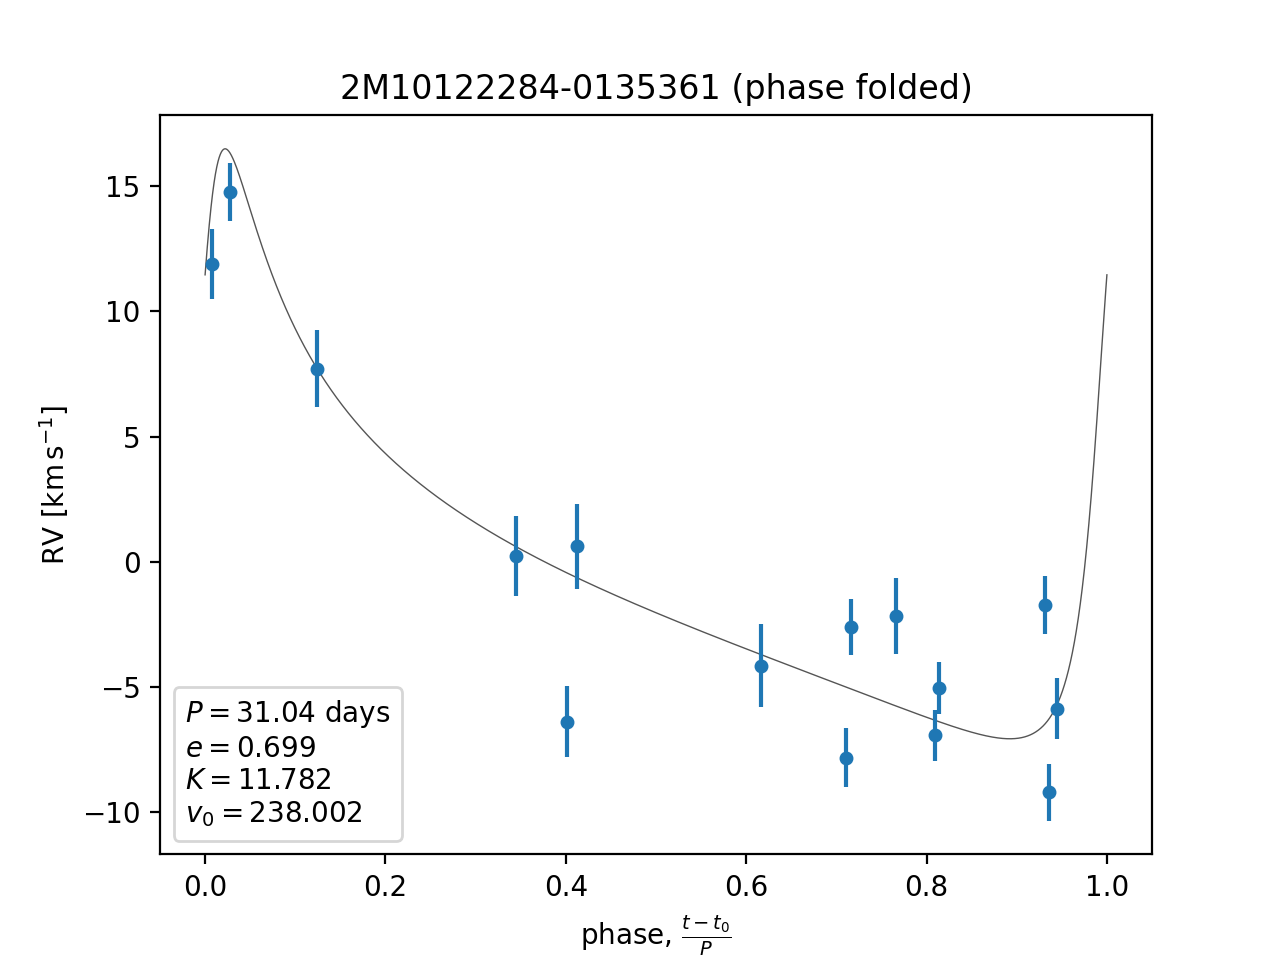 2M10122284-0135361 (phase folded)
RV [km s⁻¹]
15
10
5
0
−5
−10
P = 31.04 days
e = 0.699
K = 11.782
v₀ = 238.002
0.0 0.2 0.4 0.6 0.8 1.0
phase, (t − t₀)/P